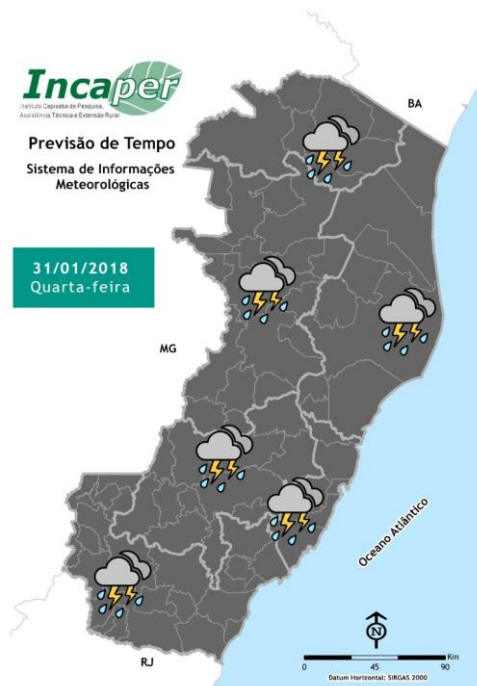 Incaper
Instituto Capixaba de Pesquisa,
Assistência Técnica e Extensão Rural
BA
Previsão de Tempo
Sistema de Informações
Meteorológicas
31/01/2018
Quarta-feira
MG
Oceano Atlântico
N
RJ
Km
0 45 90
Datum Horizontal: SIRGAS 2000